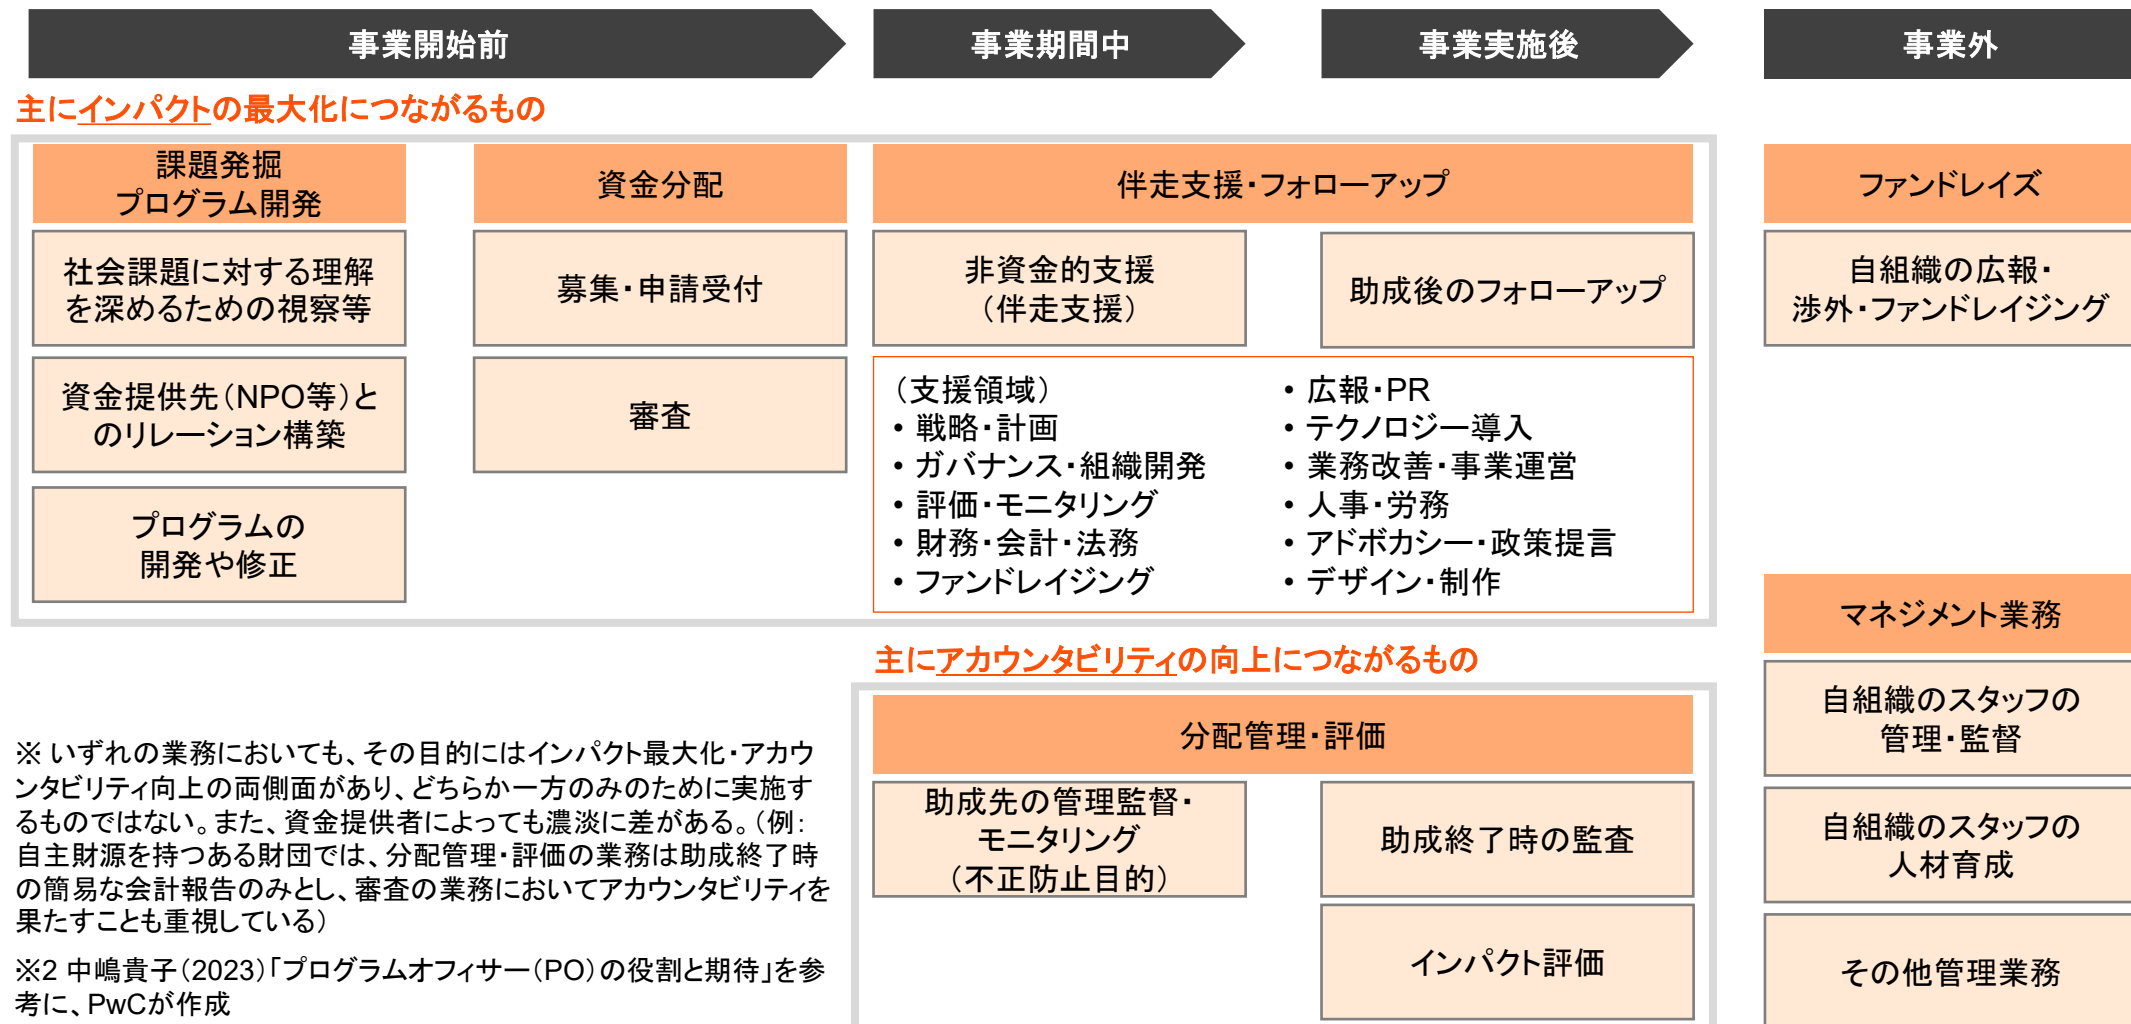 事業開始前
事業期間中
事業実施後
事業外
主にインパクトの最大化につながるもの
課題発掘
プログラム開発
社会課題に対する理解
を深めるための視察等
資金提供先（NPO等）と
のリレーション構築
プログラムの
開発や修正
資金分配
募集・申請受付
審査
伴走支援・フォローアップ
非資金的支援
（伴走支援）
助成後のフォローアップ
（支援領域）
• 戦略・計画
• ガバナンス・組織開発
• 評価・モニタリング
• 財務・会計・法務
• ファンドレイジング
• 広報・PR
• テクノロジー導入
• 業務改善・事業運営
• 人事・労務
• アドボカシー・政策提言
• デザイン・制作
ファンドレイズ
自組織の広報・
渉外・ファンドレイジング
マネジメント業務
自組織のスタッフの
管理・監督
自組織のスタッフの
人材育成
その他管理業務
主にアカウンタビリティの向上につながるもの
分配管理・評価
助成先の管理監督・
モニタリング
（不正防止目的）
助成終了時の監査
インパクト評価
※ いずれの業務においても、その目的にはインパクト最大化・アカウ
ンタビリティ向上の両側面があり、どちらか一方のみのために実施す
るものではない。また、資金提供者によっても濃淡に差がある。（例：
自主財源を持つある財団では、分配管理・評価の業務は助成終了時
の簡易な会計報告のみとし、審査の業務においてアカウンタビリティを
果たすことも重視している）
※2 中嶋貴子（2023）「プログラムオフィサー（PO）の役割と期待」を参
考に、PwCが作成